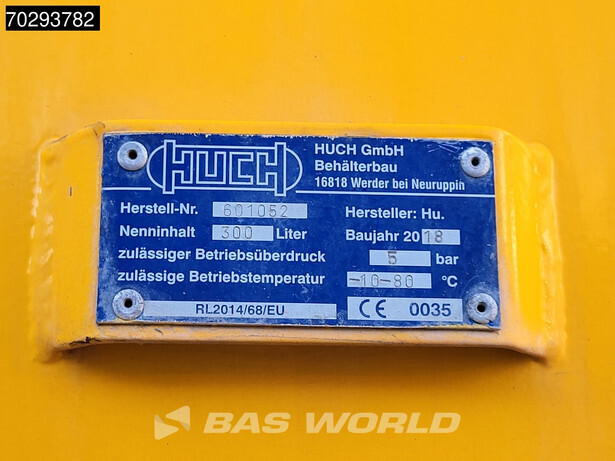 70293782
HUCH
HUCH GmbH
Behälterbau
16818 Werder bei Neuruppin
Herstell-Nr. 601052 Hersteller: Hu.
Nenninhalt 300 Liter Baujahr 2018
zulässiger Betriebsüberdruck 5 bar
zulässige Betriebstemperatur -10-80 °C
RL2014/68/EU CE 0035
BAS WORLD